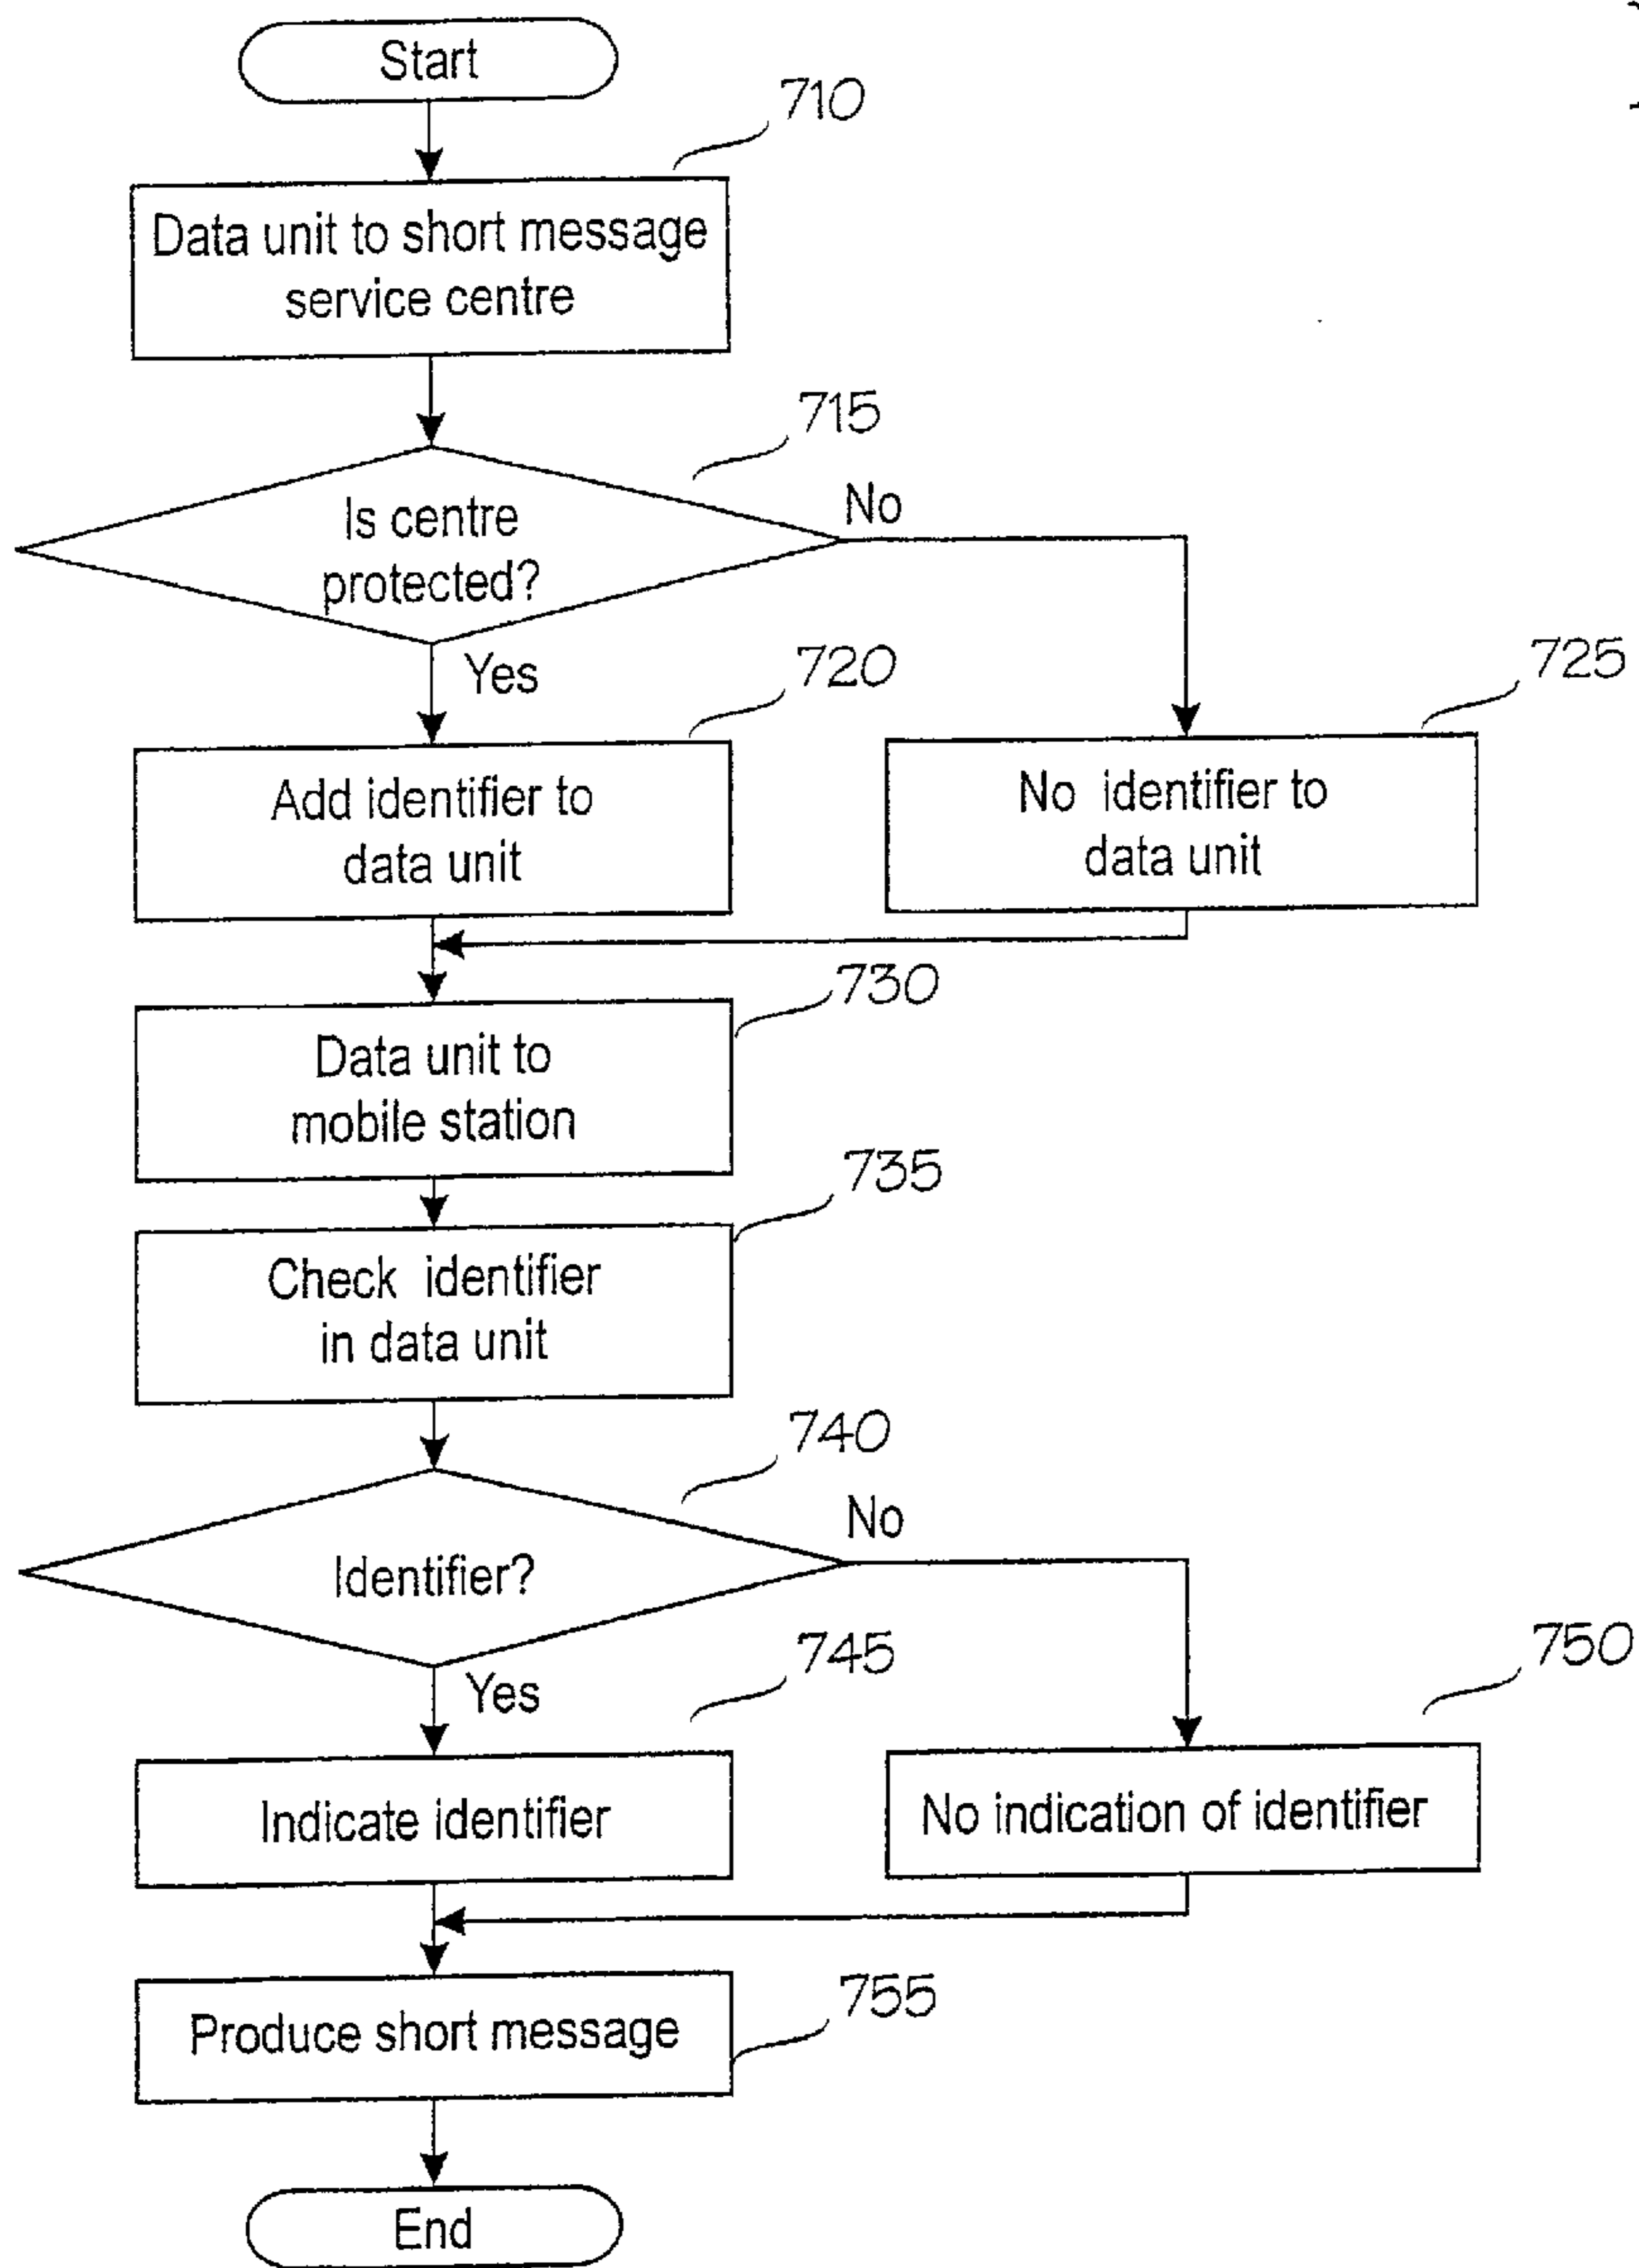 Start
710
Data unit to short message
service centre
715
Is centre
protected?
No
Yes
720
725
Add identifier to
data unit
No identifier to
data unit
730
Data unit to
mobile station
735
Check identifier
in data unit
740
Identifier?
No
Yes
745
750
Indicate identifier
No indication of identifier
755
Produce short message
End